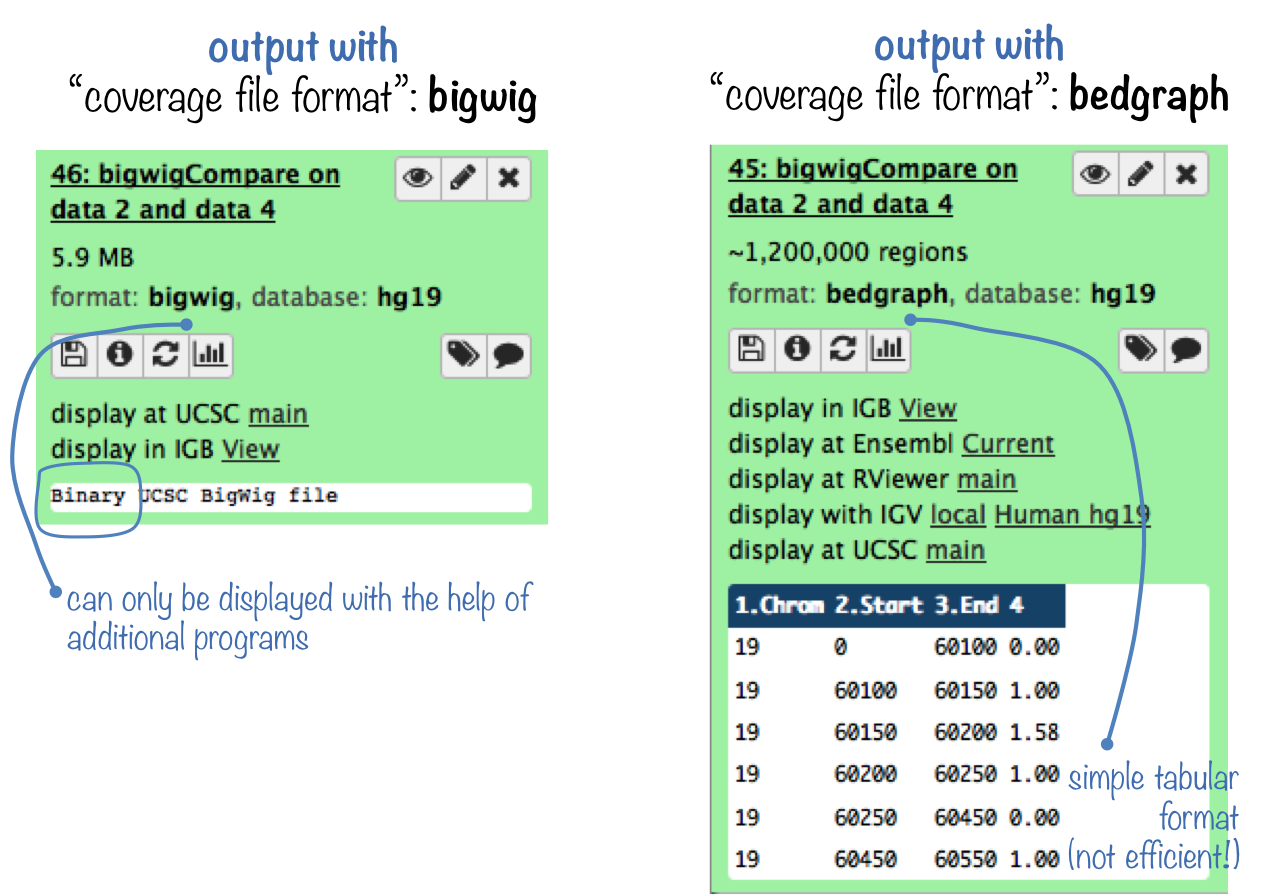 output with
“coverage file format”: bigwig
46: bigwigCompare on
data 2 and data 4
5.9 MB
format: bigwig, database: hg19
display at UCSC main
display in IGB View
Binary UCSC BigWig file
can only be displayed with the help of
additional programs
output with
“coverage file format”: bedgraph
45: bigwigCompare on
data 2 and data 4
~1,200,000 regions
format: bedgraph, database: hg19
display in IGB View
display at Ensembl Current
display at RViewer main
display with IGV local Human hg19
display at UCSC main
1.Chrom 2.Start 3.End 4
19 0 60100 0.00
19 60100 60150 1.00
19 60150 60200 1.58
19 60200 60250 1.00
19 60250 60450 0.00
19 60450 60550 1.00
simple tabular
format
(not efficient!)